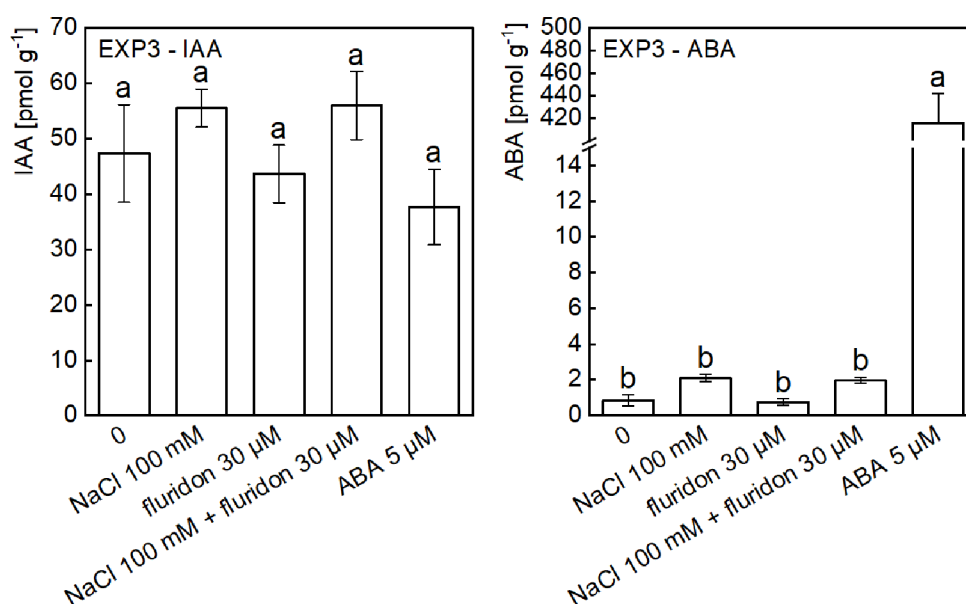 EXP3 - IAA
IAA [pmol g⁻¹]
70
60
50
40
30
20
10
0
a
a
a
a
a
0
NaCl 100 mM
fluridon 30 µM
NaCl 100 mM + fluridon 30 µM
ABA 5 µM
EXP3 - ABA
ABA [pmol g⁻¹]
500
480
460
440
420
14
12
10
8
6
4
2
0
b
b
b
b
a
0
NaCl 100 mM
fluridon 30 µM
NaCl 100 mM + fluridon 30 µM
ABA 5 µM